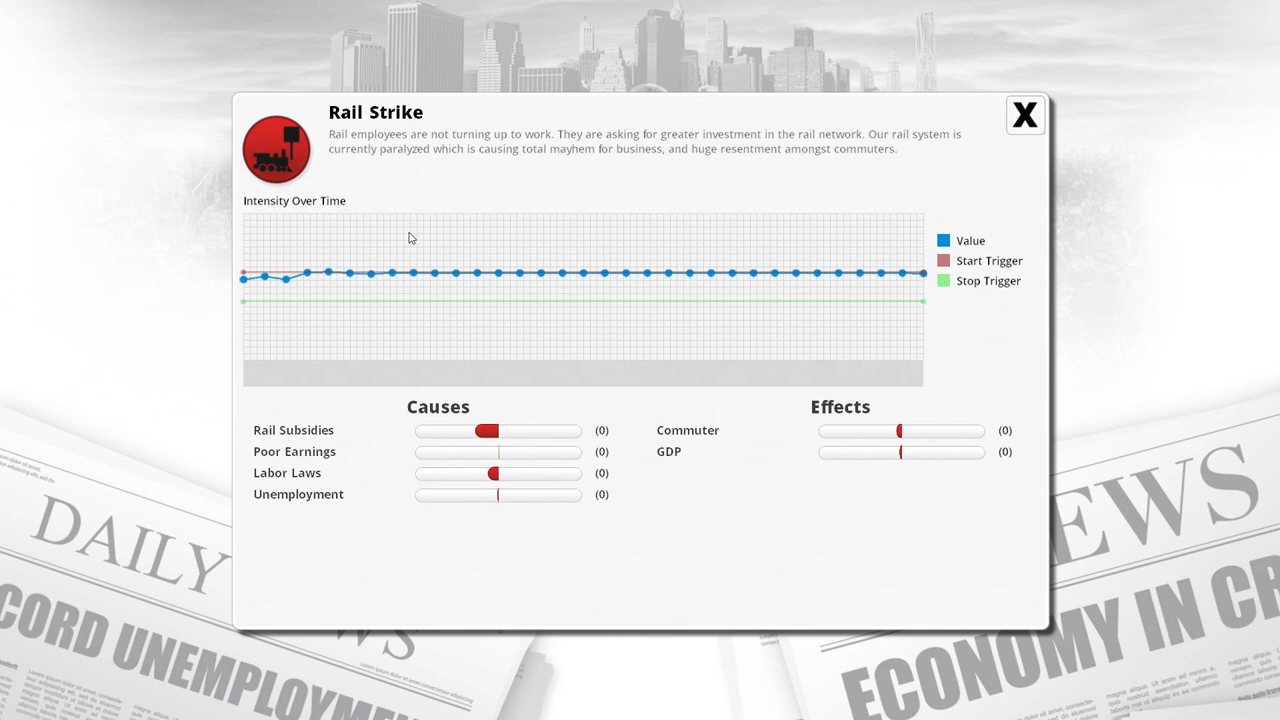 Rail Strike
X
Rail employees are not turning up to work. They are asking for greater investment in the rail network. Our rail system is
currently paralyzed which is causing total mayhem for business, and huge resentment amongst commuters.
Intensity Over Time
Value
Start Trigger
Stop Trigger
Causes
Rail Subsidies (0)
Poor Earnings (0)
Labor Laws (0)
Unemployment (0)
Effects
Commuter (0)
GDP (0)
DAILY
WS
CORD UNEMPLOYME
EWS
ECONOMY IN CR